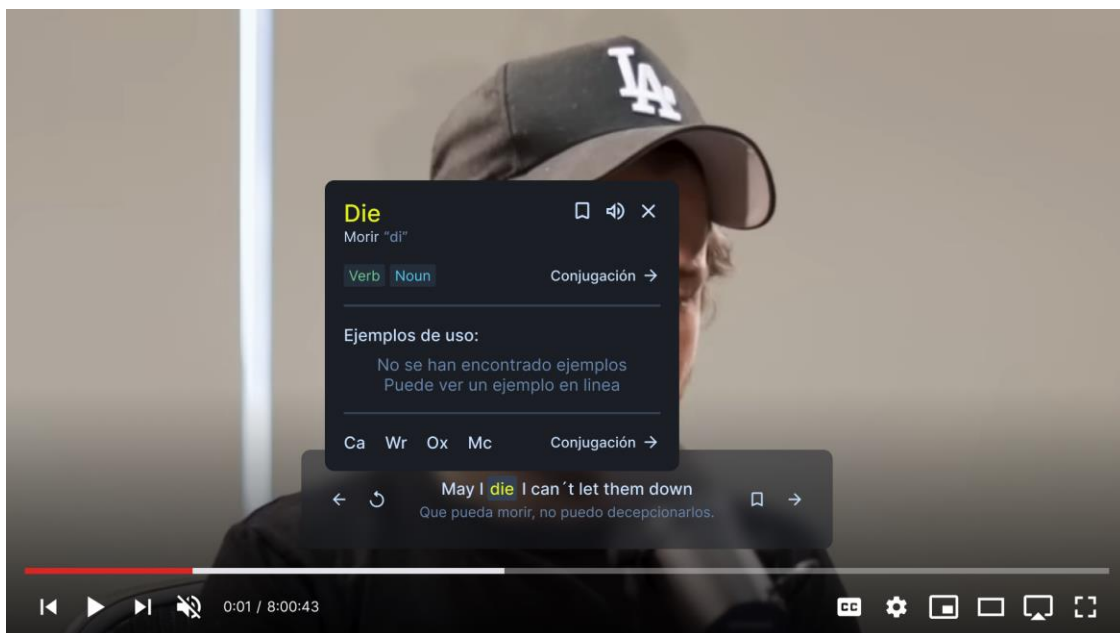 LA
Die
Morir "di"
Verb Noun Conjugación →
Ejemplos de uso:
No se han encontrado ejemplos
Puede ver un ejemplo en linea
Ca Wr Ox Mc Conjugación →
May I die I can´t let them down
Que pueda morir, no puedo decepcionarlos.
0:01 / 8:00:43
CC